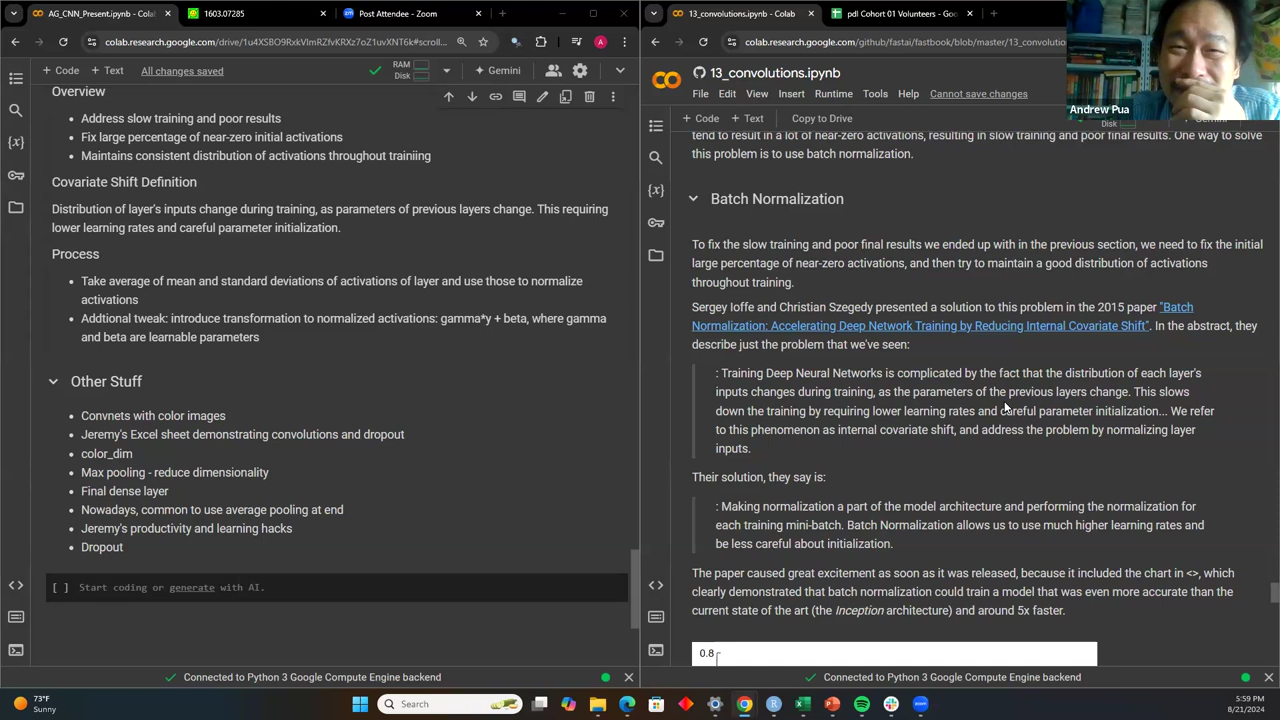 AG_CNN_Present.ipynb - Colab
1603.07285
Post Attendee - Zoom
colab.research.google.com/drive/1u4XSBO9RxkVlmRZfvKRXz7oZ1uvXNT6k#scroll...
A
+ Code
+ Text
All changes saved
RAM
Disk
Gemini
Overview
• Address slow training and poor results
• Fix large percentage of near-zero initial activations
• Maintains consistent distribution of activations throughout trainiing
Covariate Shift Definition
Distribution of layer's inputs change during training, as parameters of previous layers change. This requiring
lower learning rates and careful parameter initialization.
Process
• Take average of mean and standard deviations of activations of layer and use those to normalize
activations
• Addtional tweak: introduce transformation to normalized activations: gamma*y + beta, where gamma
and beta are learnable parameters
Other Stuff
• Convnets with color images
• Jeremy's Excel sheet demonstrating convolutions and dropout
• color_dim
• Max pooling - reduce dimensionality
• Final dense layer
• Nowadays, common to use average pooling at end
• Jeremy's productivity and learning hacks
• Dropout
[ ] Start coding or generate with AI.
Connected to Python 3 Google Compute Engine backend
13_convolutions.ipynb - Colab
pdl Cohort 01 Volunteers - Goo
colab.research.google.com/github/fastai/fastbook/blob/master/13_convolution
Andrew Pua
13_convolutions.ipynb
File Edit View Insert Runtime Tools Help Cannot save changes
+ Code + Text Copy to Drive
Disk
tend to result in a lot of near-zero activations, resulting in slow training and poor final results. One way to solve
this problem is to use batch normalization.
Batch Normalization
To fix the slow training and poor final results we ended up with in the previous section, we need to fix the initial
large percentage of near-zero activations, and then try to maintain a good distribution of activations
throughout training.
Sergey Ioffe and Christian Szegedy presented a solution to this problem in the 2015 paper "Batch
Normalization: Accelerating Deep Network Training by Reducing Internal Covariate Shift". In the abstract, they
describe just the problem that we've seen:
: Training Deep Neural Networks is complicated by the fact that the distribution of each layer's
inputs changes during training, as the parameters of the previous layers change. This slows
down the training by requiring lower learning rates and careful parameter initialization... We refer
to this phenomenon as internal covariate shift, and address the problem by normalizing layer
inputs.
Their solution, they say is:
: Making normalization a part of the model architecture and performing the normalization for
each training mini-batch. Batch Normalization allows us to use much higher learning rates and
be less careful about initialization.
The paper caused great excitement as soon as it was released, because it included the chart in <>, which
clearly demonstrated that batch normalization could train a model that was even more accurate than the
current state of the art (the Inception architecture) and around 5x faster.
0.8
Connected to Python 3 Google Compute Engine backend
73°F
Sunny
Search
5:59 PM
8/21/2024